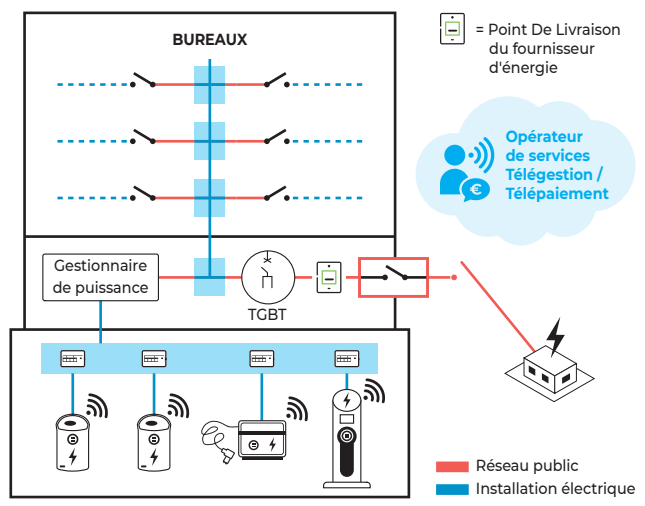 BUREAUX
= Point De Livraison
du fournisseur
d'énergie
Opérateur
de services
Télégestion /
Télépaiement
€
Gestionnaire
de puissance
TGBT
Réseau public
Installation électrique